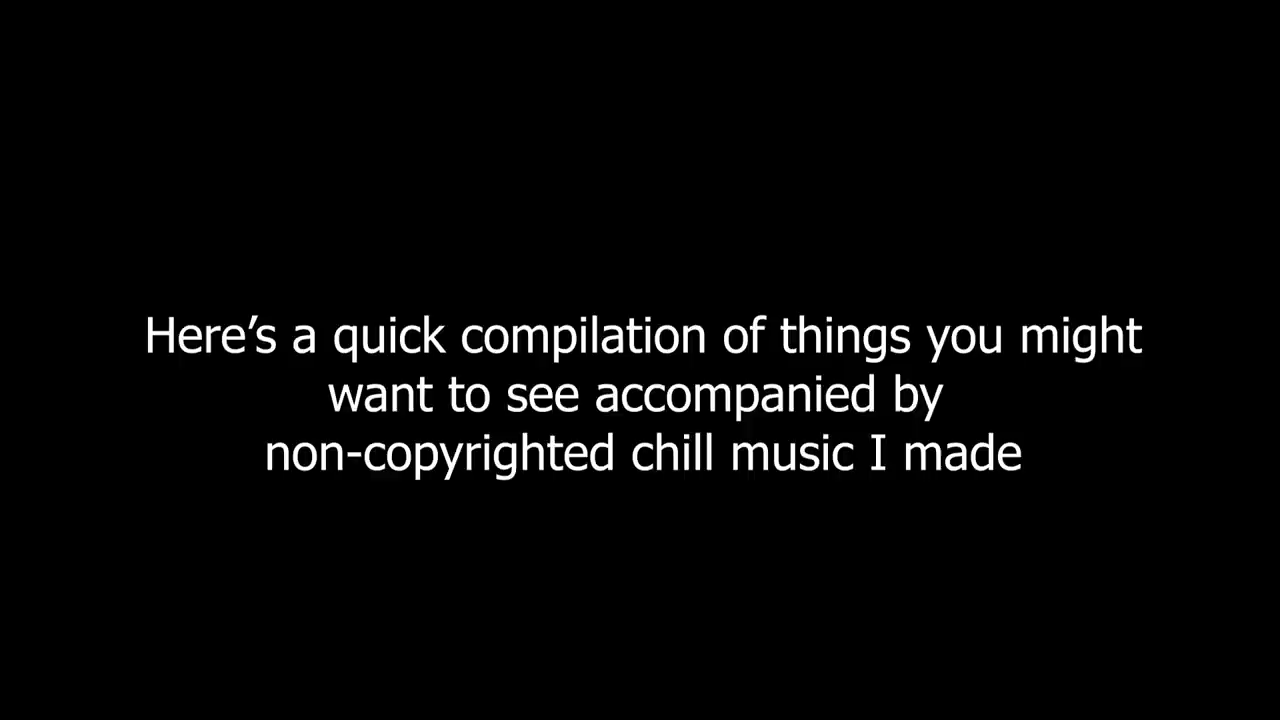 Here’s a quick compilation of things you might
want to see accompanied by
non-copyrighted chill music I made